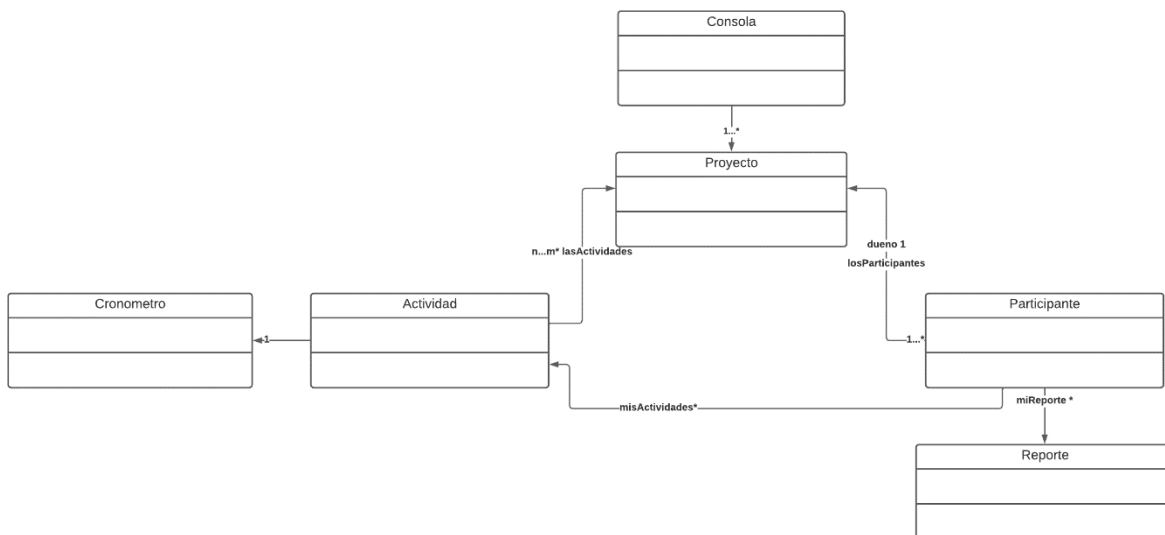 Consola
1...*
Proyecto
dueno 1
n...m* lasActividades
losParticipantes
Cronometro
Actividad
Participante
1
1...*
misActividades*
miReporte *
Reporte